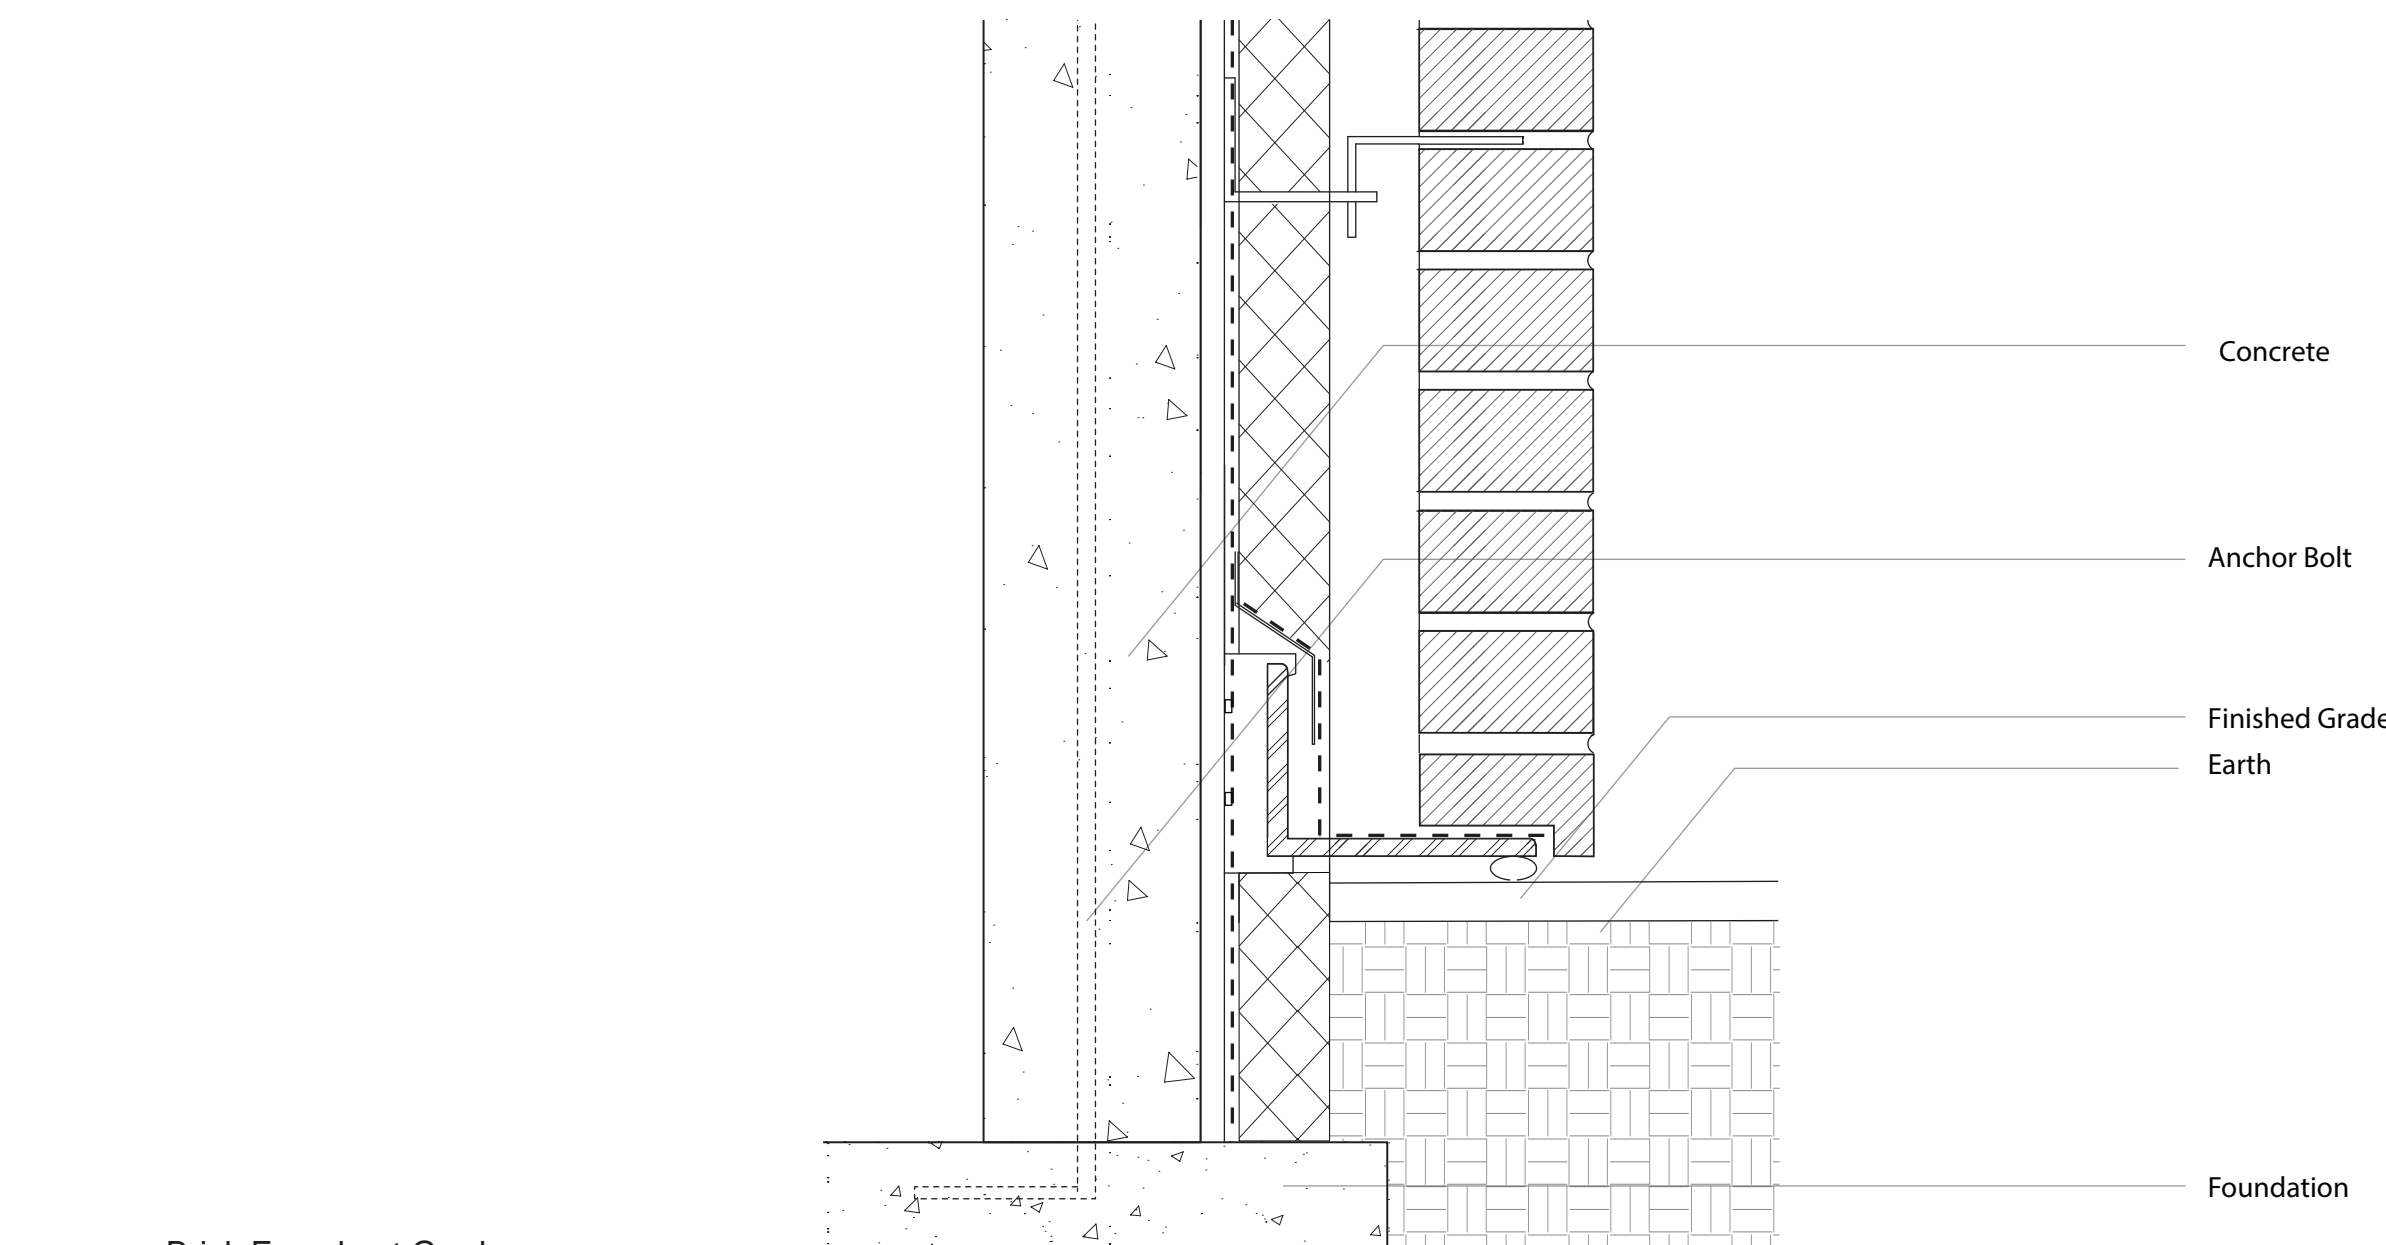 Concrete
Anchor Bolt
Finished Grade
Earth
Foundation